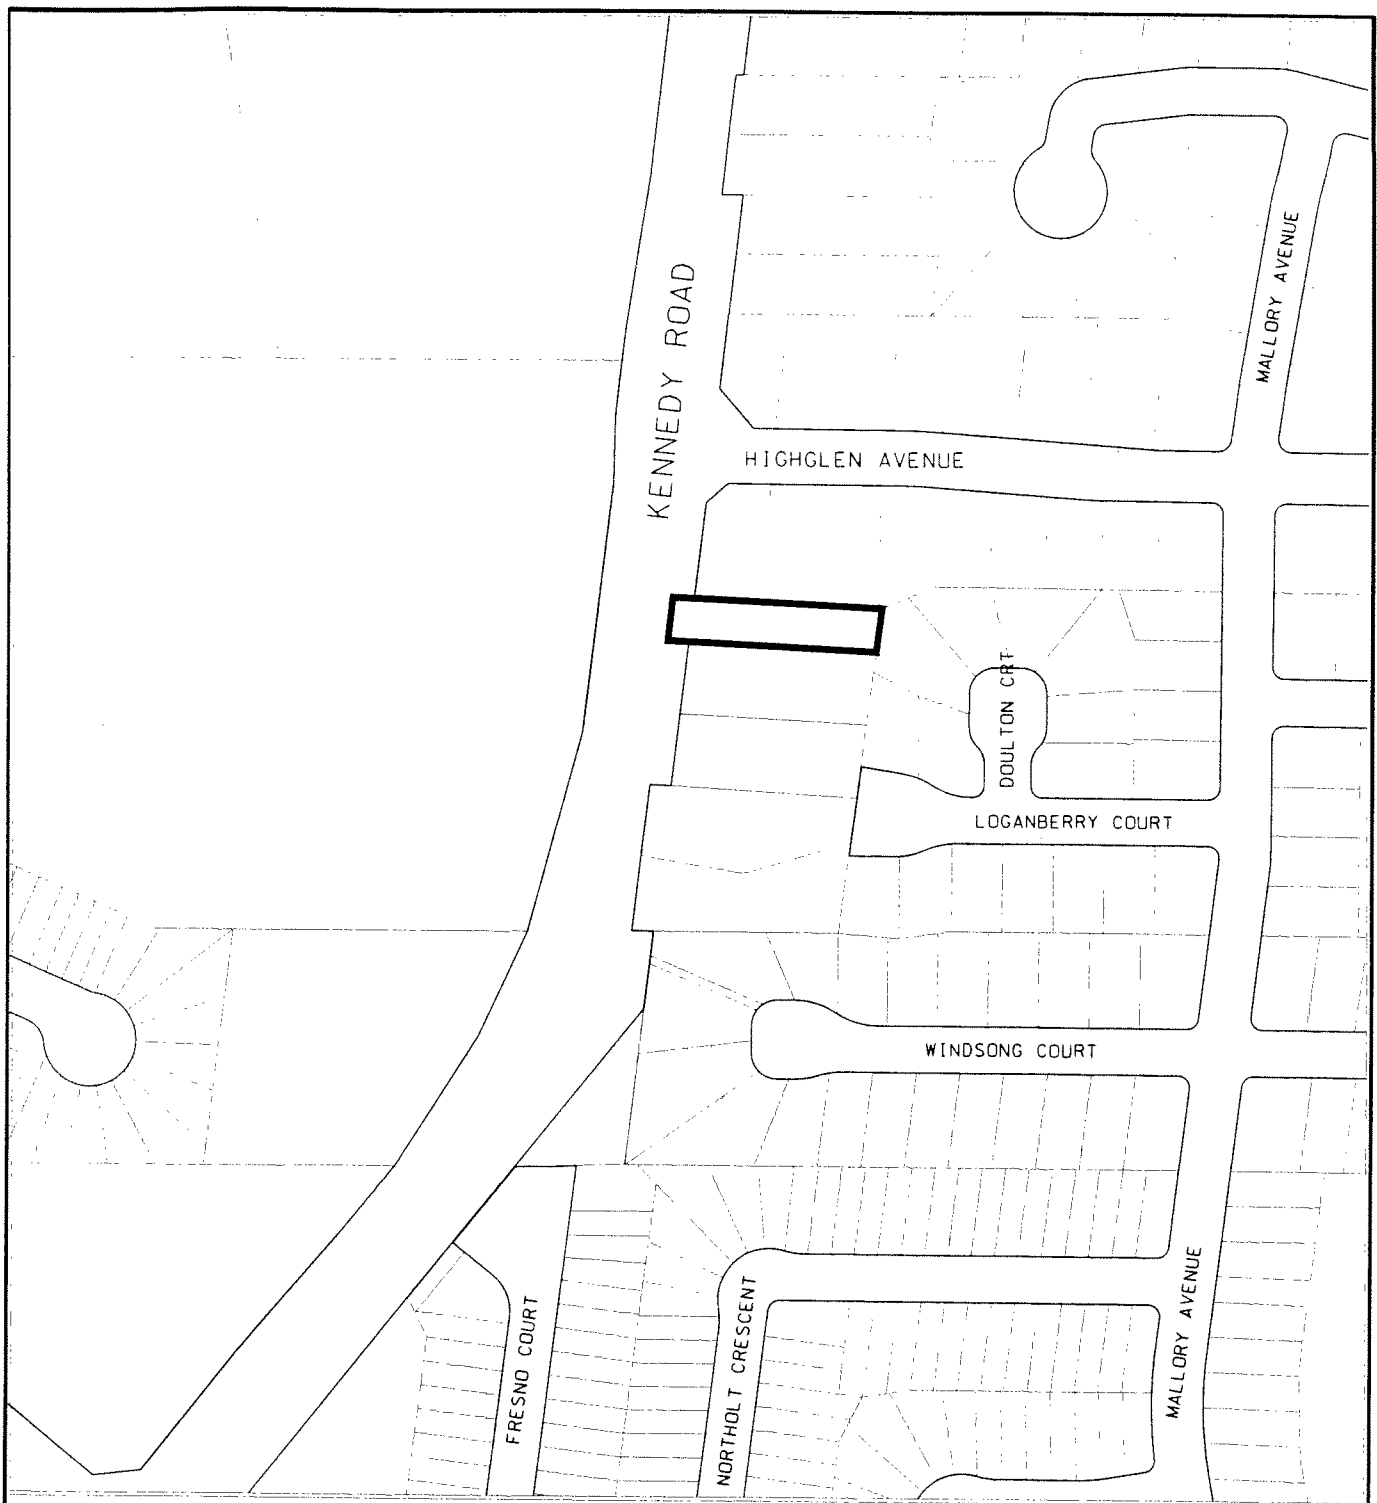 MALLORY AVENUE
KENNEDY ROAD
HIGHGLEN AVENUE
DOULTON CRT
LOGANBERRY COURT
WINDSONG COURT
FRESNO COURT
NORTHOLT CRESCENT
MALLORY AVENUE